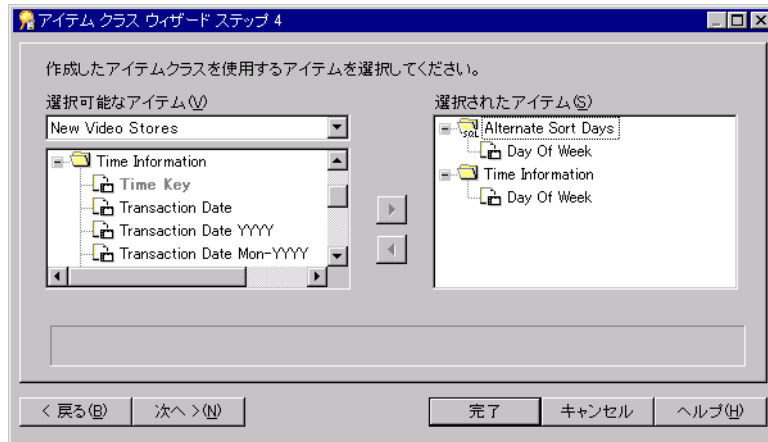 アイテム クラス ウィザード ステップ 4
作成したアイテムクラスを使用するアイテムを選択してください。
選択可能なアイテム(V)
New Video Stores
Time Information
Time Key
Transaction Date
Transaction Date YYYY
Transaction Date Mon-YYYY
選択されたアイテム(S)
SQL Alternate Sort Days
Day Of Week
Time Information
Day Of Week
< 戻る(B)
次へ >(N)
完了
キャンセル
ヘルプ(H)